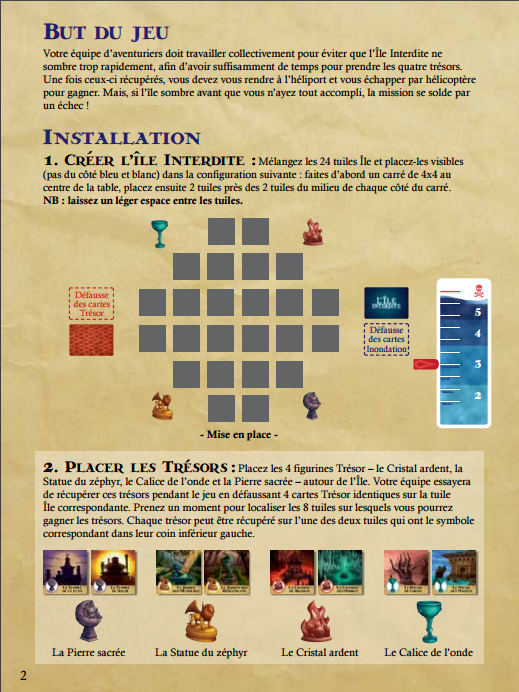 BUT DU JEU
Votre équipe d'aventuriers doit travailler collectivement pour éviter que l'Île Interdite ne
sombre trop rapidement, afin d'avoir suffisamment de temps pour prendre les quatre trésors.
Une fois ceux-ci récupérés, vous devez vous rendre à l'héliport et vous échapper par hélicoptère
pour gagner. Mais, si l'île sombre avant que vous n'ayez tout accompli, la mission se solde par
un échec !
INSTALLATION
1. CRÉER L'ÎLE INTERDITE : Mélangez les 24 tuiles Île et placez-les visibles
(pas du côté bleu et blanc) dans la configuration suivante : faites d'abord un carré de 4x4 au
centre de la table, placez ensuite 2 tuiles près des 2 tuiles du milieu de chaque côté du carré.
NB : laissez un léger espace entre les tuiles.
Défausse
des cartes
Trésor
L'ÎLE
INTERDITE
Défausse
des cartes
Inondation
5
4
3
2
- Mise en place -
2. PLACER LES TRÉSORS : Placez les 4 figurines Trésor – le Cristal ardent, la
Statue du zéphyr, le Calice de l'onde et la Pierre sacrée – autour de l'Île. Votre équipe essayera
de récupérer ces trésors pendant le jeu en défaussant 4 cartes Trésor identiques sur la tuile
Île correspondante. Prenez un moment pour localiser les 8 tuiles sur lesquels vous pourrez
gagner les trésors. Chaque trésor peut être récupéré sur l'une des deux tuiles qui ont le symbole
correspondant dans leur coin inférieur gauche.
La Pierre sacrée
La Statue du zéphyr
Le Cristal ardent
Le Calice de l'onde
2